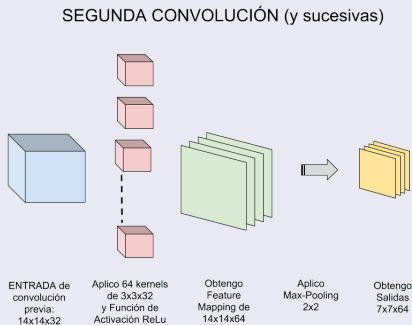 SEGUNDA CONVOLUCIÓN (y sucesivas)
ENTRADA de
convolución
previa:
14x14x32
Aplico 64 kernels
de 3x3x32
y Función de
Activación ReLu
Obtengo
Feature
Mapping de
14x14x64
Aplico
Max-Pooling
2x2
Obtengo
Salidas
7x7x64